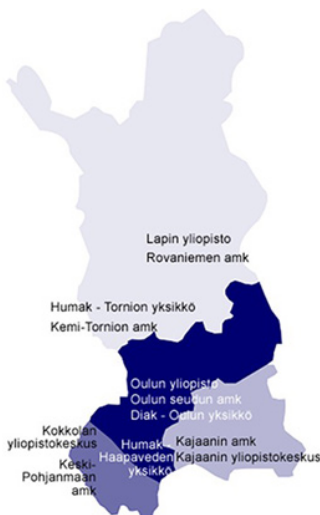 Lapin yliopisto
Rovaniemen amk
Humak - Tornion yksikkö
Kemi-Tornion amk
Oulun yliopisto
Oulun seudun amk
Diak - Oulun yksikkö
Kokkolan
yliopistokeskus
Keski-
Pohjanmaan
amk
Humak -
Haapaveden
yksikkö
Kajaanin amk
Kajaanin yliopistokeskus